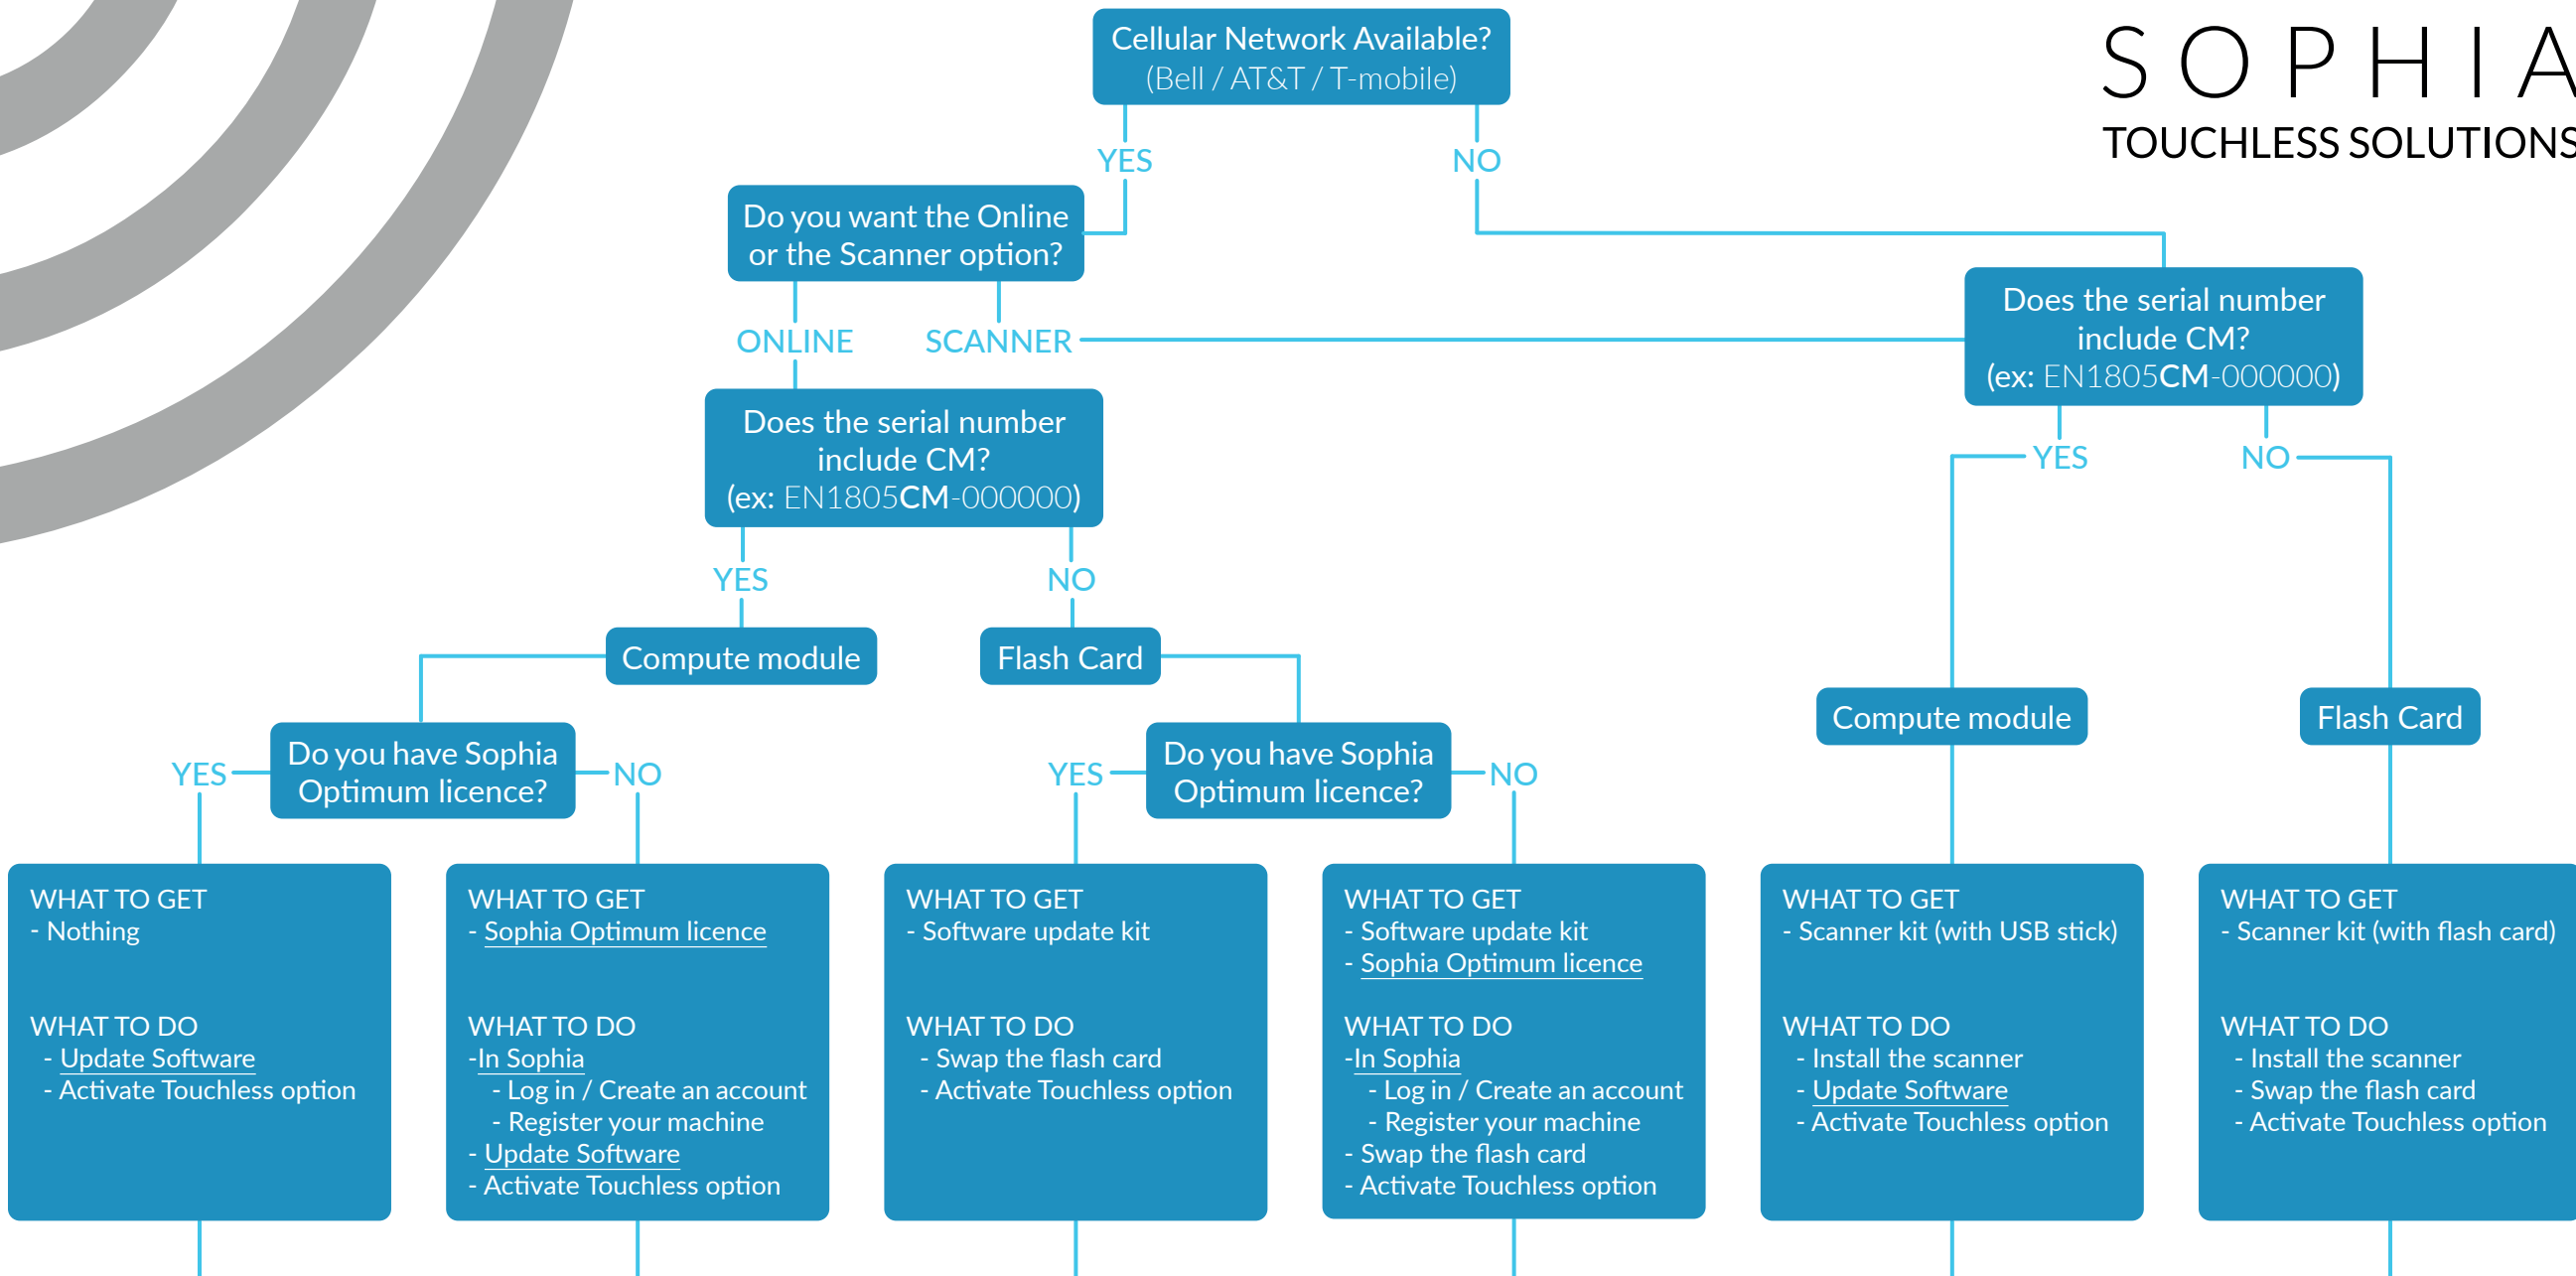 Cellular Network Available?
(Bell / AT&T / T-mobile)
SOPHIA
TOUCHLESS SOLUTIONS
YES
NO
Do you want the Online
or the Scanner option?
ONLINE
SCANNER
Does the serial number
include CM?
(ex: EN1805CM-000000)
YES
NO
Does the serial number
include CM?
(ex: EN1805CM-000000)
YES
NO
Compute module
Flash Card
Compute module
Flash Card
YES
Do you have Sophia
Optimum licence?
NO
YES
Do you have Sophia
Optimum licence?
NO
WHAT TO GET
- Nothing
WHAT TO DO
- Update Software
- Activate Touchless option
WHAT TO GET
- Sophia Optimum licence
WHAT TO DO
-In Sophia
- Log in / Create an account
- Register your machine
- Update Software
- Activate Touchless option
WHAT TO GET
- Software update kit
WHAT TO DO
- Swap the flash card
- Activate Touchless option
WHAT TO GET
- Software update kit
- Sophia Optimum licence
WHAT TO DO
-In Sophia
- Log in / Create an account
- Register your machine
- Swap the flash card
- Activate Touchless option
WHAT TO GET
- Scanner kit (with USB stick)
WHAT TO DO
- Install the scanner
- Update Software
- Activate Touchless option
WHAT TO GET
- Scanner kit (with flash card)
WHAT TO DO
- Install the scanner
- Swap the flash card
- Activate Touchless option